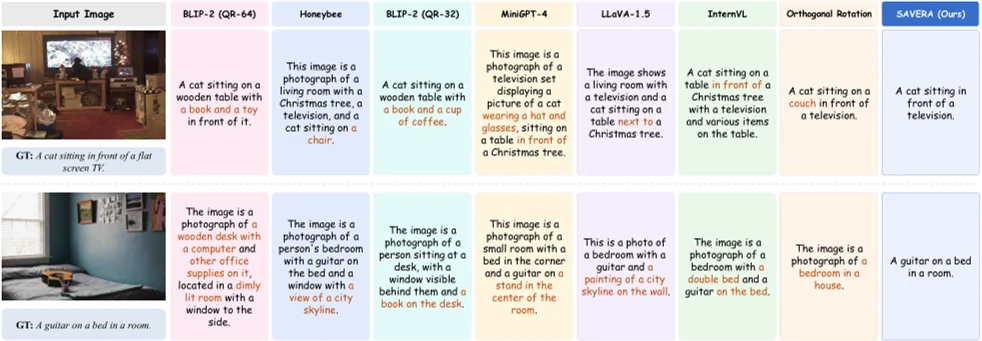 Input Image
BLIP-2 (QR-64)
Honeybee
BLIP-2 (QR-32)
MiniGPT-4
LLaVA-1.5
InternVL
Orthogonal Rotation
SAVERA (Ours)
GT: A cat sitting in front of a flat
screen TV.
A cat sitting on a
wooden table with
a book and a toy
in front of it.
This image is a
photograph of a
living room with a
Christmas tree, a
television, and a
cat sitting on a
chair.
A cat sitting on a
wooden table with
a book and a cup
of coffee.
This image is a
photograph of a
television set
displaying a
picture of a cat
wearing a hat and
glasses, sitting on
a table in front of
a Christmas tree.
The image shows
a living room with
a television and a
cat sitting on a
table next to a
Christmas tree.
A cat sitting on a
table in front of a
Christmas tree
with a television
and various items
on the table.
A cat sitting on a
couch in front of
a television.
A cat sitting in
front of a
television.
GT: A guitar on a bed in a room.
The image is a
photograph of a
wooden desk with
a computer and
other office
supplies on it,
located in a dimly
lit room with a
window to the
side.
The image is a
photograph of a
person's bedroom
with a guitar on
the bed and a
window with a
view of a city
skyline.
The image is a
photograph of a
person sitting at a
desk, with a
window visible
behind them and a
book on the desk.
This image is a
photograph of a
small room with a
bed in the corner
and a guitar on a
stand in the
center of the
room.
This is a photo of
a bedroom with a
guitar and a
painting of a city
skyline on the wall.
The image is a
photograph of a
bedroom with a
double bed and a
guitar on the bed.
The image is a
photograph of a
bedroom in a
house.
A guitar on a bed
in a room.